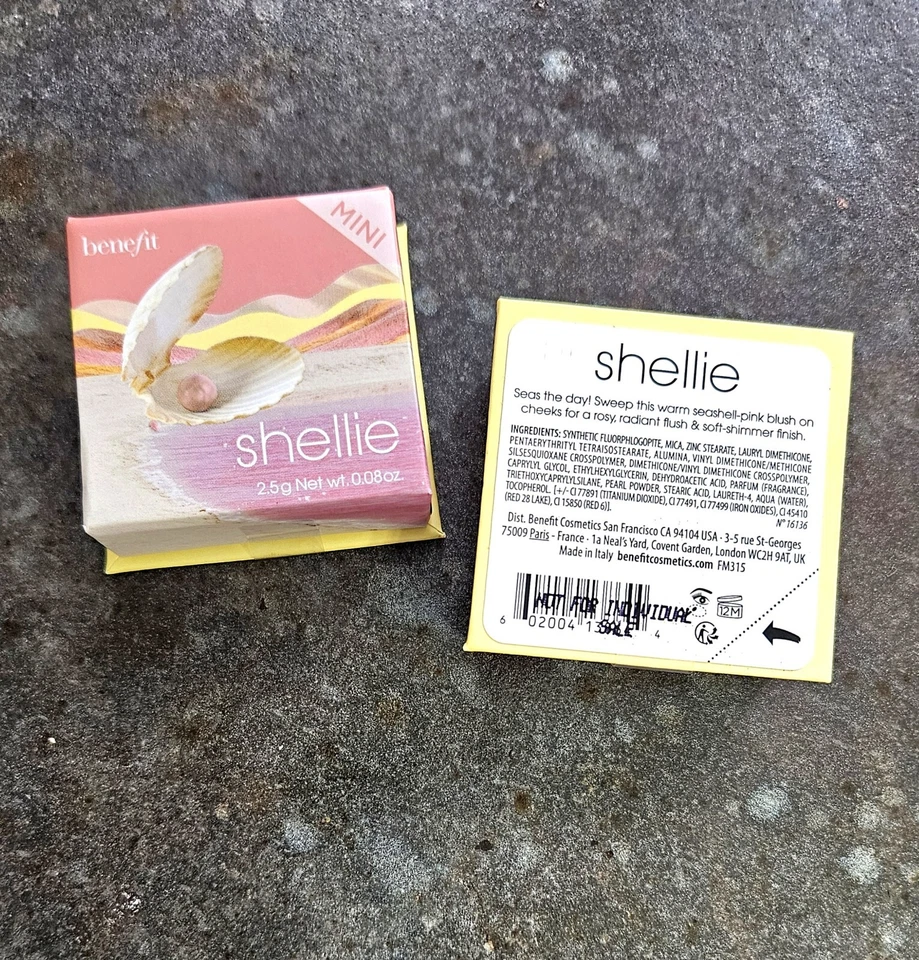 benefit
MINI
shellie
2.5g Net wt. 0.08oz.
shellie
Seas the day! Sweep this warm seashell-pink blush on
cheeks for a rosy, radiant flush & soft-shimmer finish.
INGREDIENTS: SYNTHETIC FLUORPHLOGOPITE, MICA, ZINC STEARATE, LAURYL DIMETHICONE,
PENTAERYTHRITYL TETRAISOSTEARATE, ALUMINA, VINYL DIMETHICONE/METHICONE
SILSESQUIOXANE CROSSPOLYMER, DIMETHICONE/VINYL DIMETHICONE CROSSPOLYMER,
CAPRYLYL GLYCOL, ETHYLHEXYLGLYCERIN, DEHYDROACETIC ACID, PARFUM (FRAGRANCE),
TRIETHOXYCAPRYLYLSILANE, PEARL POWDER, STEARIC ACID, LAURETH-4, AQUA (WATER),
TOCOPHEROL. [+/- CI 77891 (TITANIUM DIOXIDE), CI 77491, CI 77499 (IRON OXIDES), CI 45410
(RED 28 LAKE), CI 15850 (RED 6)]. N° 16136
Dist. Benefit Cosmetics San Francisco CA 94104 USA · 3-5 rue St-Georges
75009 Paris - France · 1a Neal's Yard, Covent Garden, London WC2H 9AT, UK
Made in Italy benefitcosmetics.com FM315
NOT FOR INDIVIDUAL
SALE
6 02004 4
12M